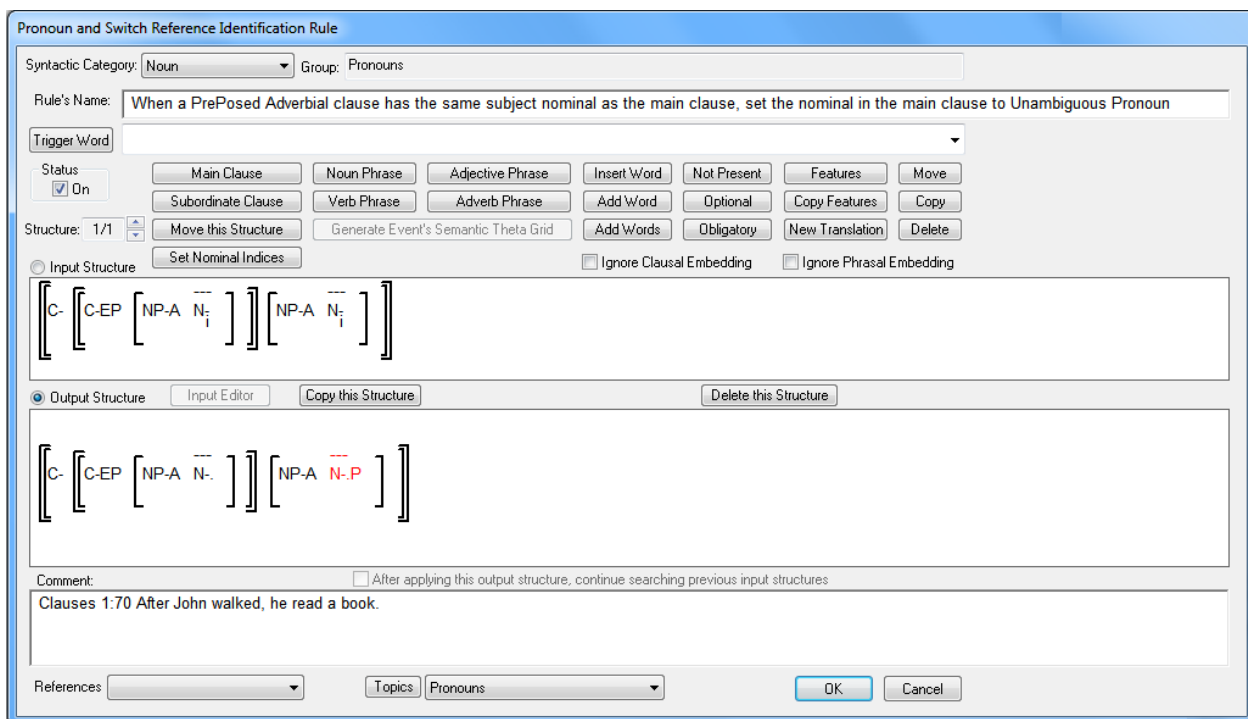 Pronoun and Switch Reference Identification Rule
Syntactic Category: Noun Group: Pronouns
Rule's Name: When a PrePosed Adverbial clause has the same subject nominal as the main clause, set the nominal in the main clause to Unambiguous Pronoun
Trigger Word
Status Main Clause Noun Phrase Adjective Phrase Insert Word Not Present Features Move
On Subordinate Clause Verb Phrase Adverb Phrase Add Word Optional Copy Features Copy
Structure: 1/1 Move this Structure Generate Event's Semantic Theta Grid Add Words Obligatory New Translation Delete
Input Structure Set Nominal Indices Ignore Clausal Embedding Ignore Phrasal Embedding
C- C-EP NP-A N- i NP-A N- i
Output Structure Input Editor Copy this Structure Delete this Structure
C- C-EP NP-A N-. NP-A N-.P
Comment: After applying this output structure, continue searching previous input structures
Clauses 1:70 After John walked, he read a book.
References Topics Pronouns OK Cancel